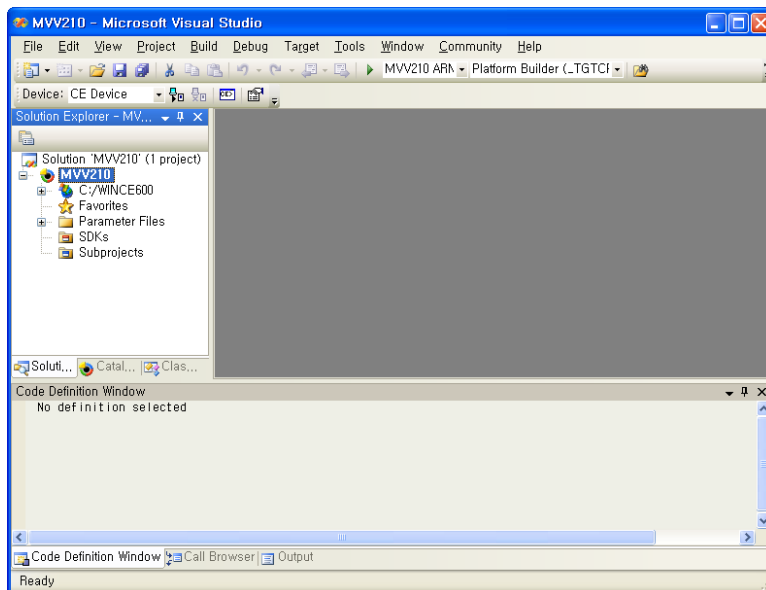 MVV210 - Microsoft Visual Studio
File Edit View Project Build Debug Target Tools Window Community Help
MVV210 ARN Platform Builder (_TGTCF
Device: CE Device
Solution Explorer - MV...
Solution 'MVV210' (1 project)
MVV210
C:/WINCE600
Favorites
Parameter Files
SDKs
Subprojects
Soluti... Catal... Clas...
Code Definition Window
No definition selected
Code Definition Window Call Browser Output
Ready